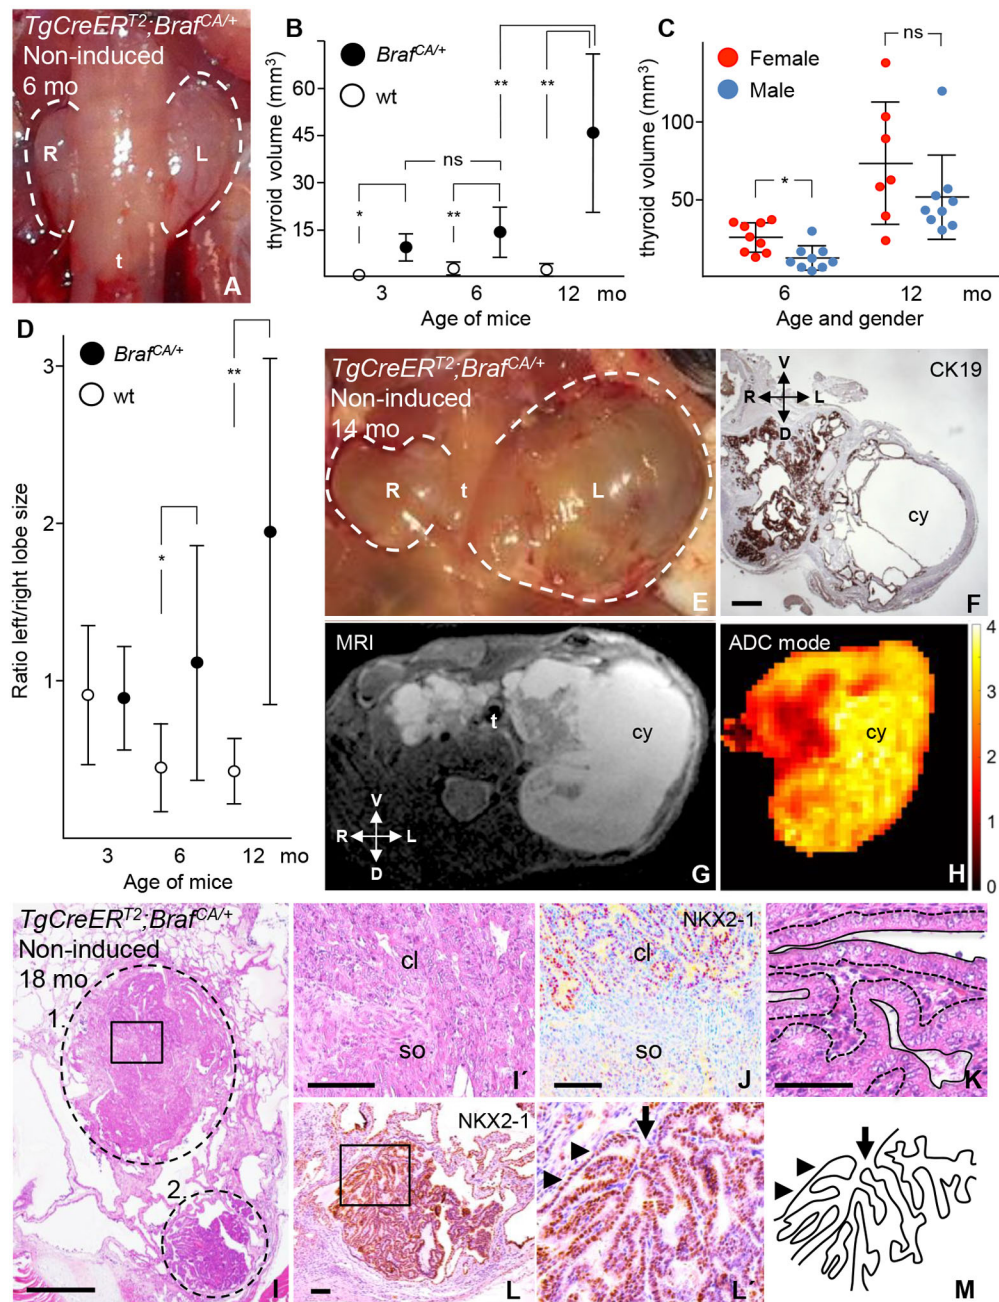 TgCreERT2;BrafCA/+
Non-induced
6 mo
R
L
t
A
B
thyroid volume (mm3)
60
45
30
15
BrafCA/+
wt
*
ns
**
**
**
3
6
12
mo
Age of mice
C
thyroid volume (mm3)
100
50
Female
Male
*
ns
6
12
mo
Age and gender
D
Ratio left/right lobe size
3
2
1
BrafCA/+
wt
*
**
3
6
12
mo
Age of mice
TgCreERT2;BrafCA/+
Non-induced
14 mo
R
t
L
E
CK19
V
R
L
D
cy
F
MRI
t
cy
V
R
L
D
G
ADC mode
cy
4
3
2
1
0
H
TgCreERT2;BrafCA/+
Non-induced
18 mo
1.
2.
I
cl
so
I´
NKX2-1
cl
so
J
K
NKX2-1
L
L´
M